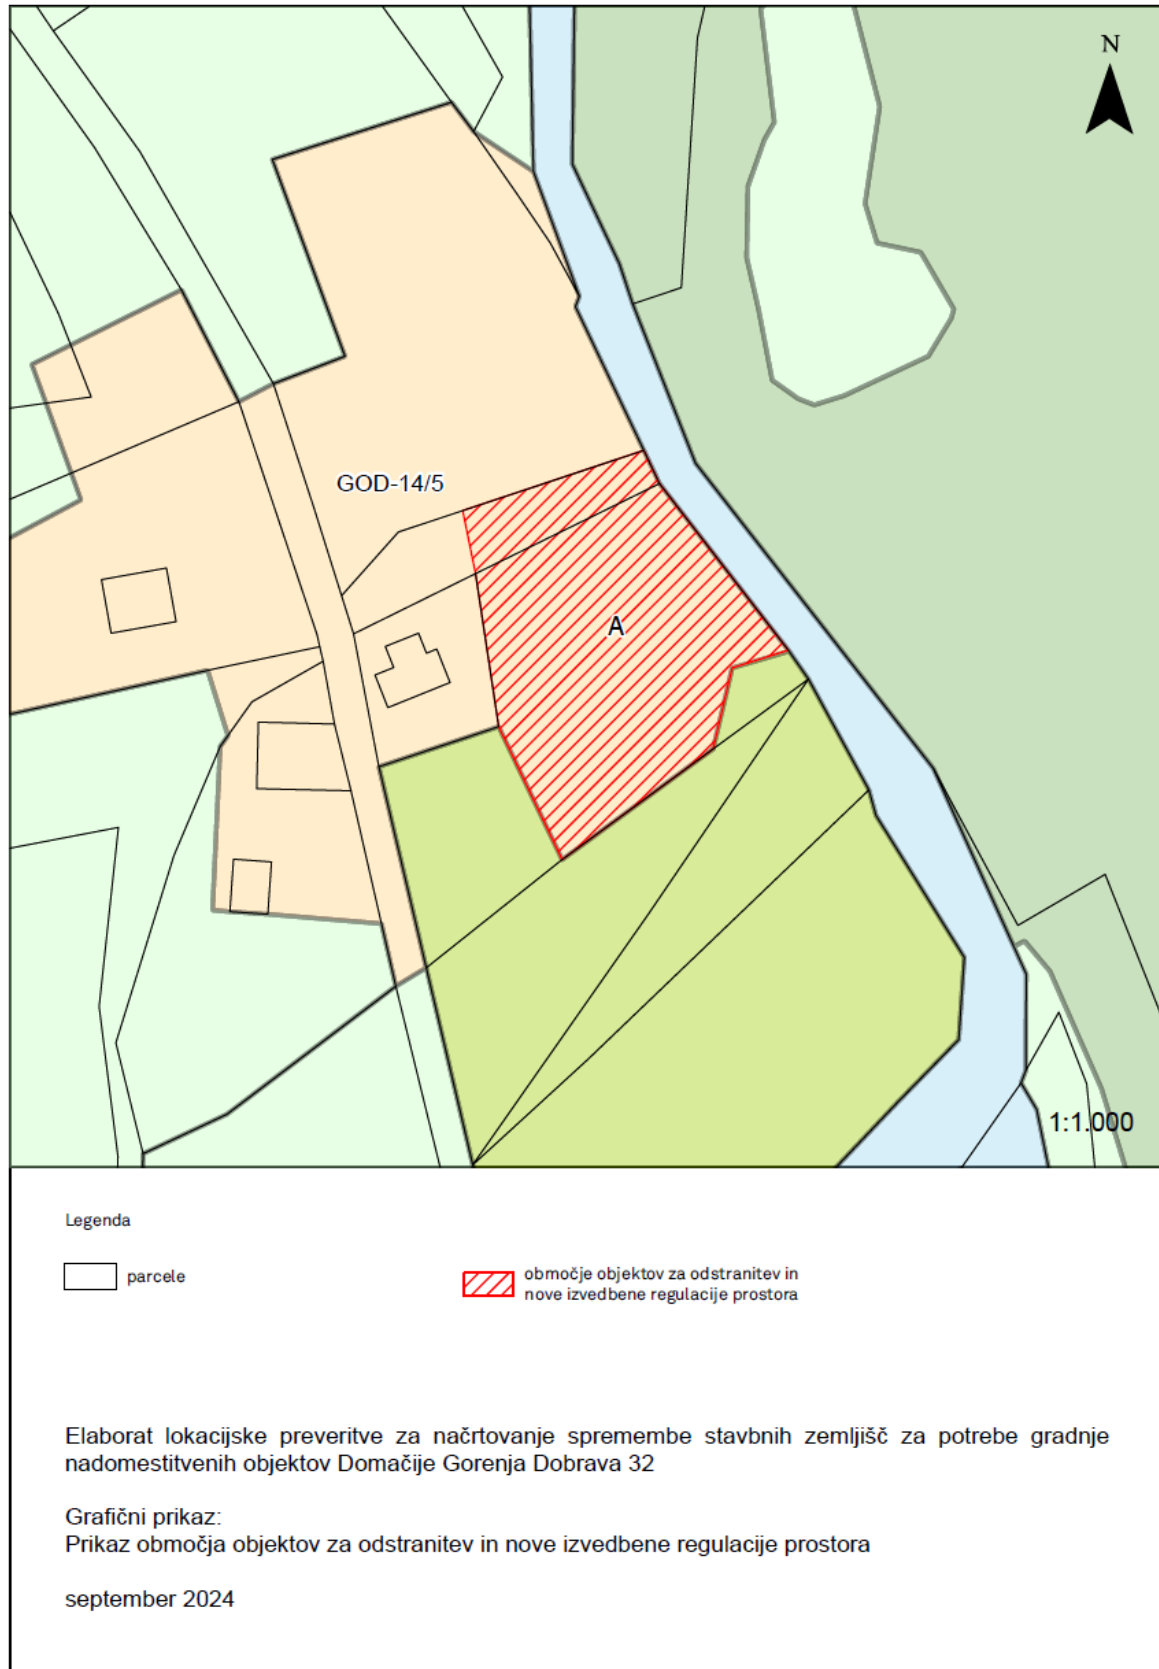 N
GOD-14/5
A
1:1.000
Legenda
parcele
območje objektov za odstranitev in
nove izvedbene regulacije prostora
Elaborat lokacijske preveritve za načrtovanje spremembe stavbnih zemljišč za potrebe gradnje
nadomestitvenih objektov Domačije Gorenja Dobrava 32
Grafični prikaz:
Prikaz območja objektov za odstranitev in nove izvedbene regulacije prostora
september 2024